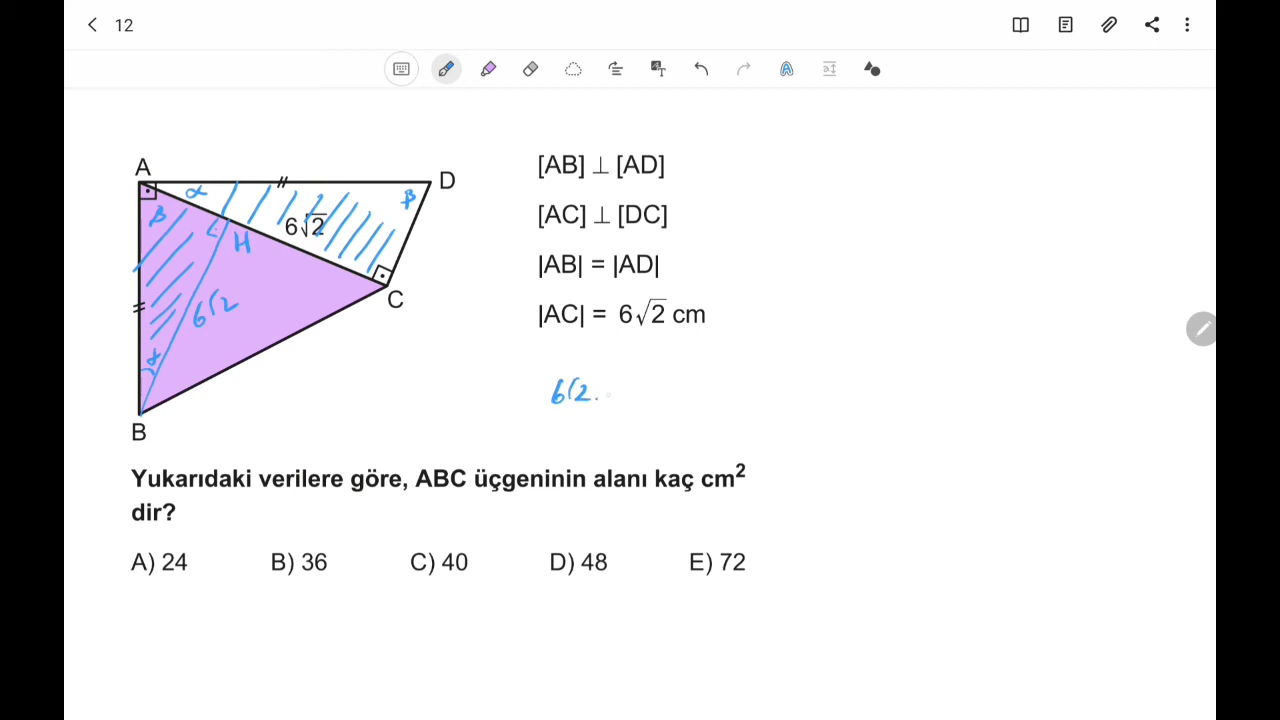 12
A
D
α
β
β
6√2
H
C
6√2
α
B
[AB] ⊥ [AD]
[AC] ⊥ [DC]
|AB| = |AD|
|AC| = 6√2 cm
6√2 .
Yukarıdaki verilere göre, ABC üçgeninin alanı kaç cm²
dir?
A) 24 B) 36 C) 40 D) 48 E) 72